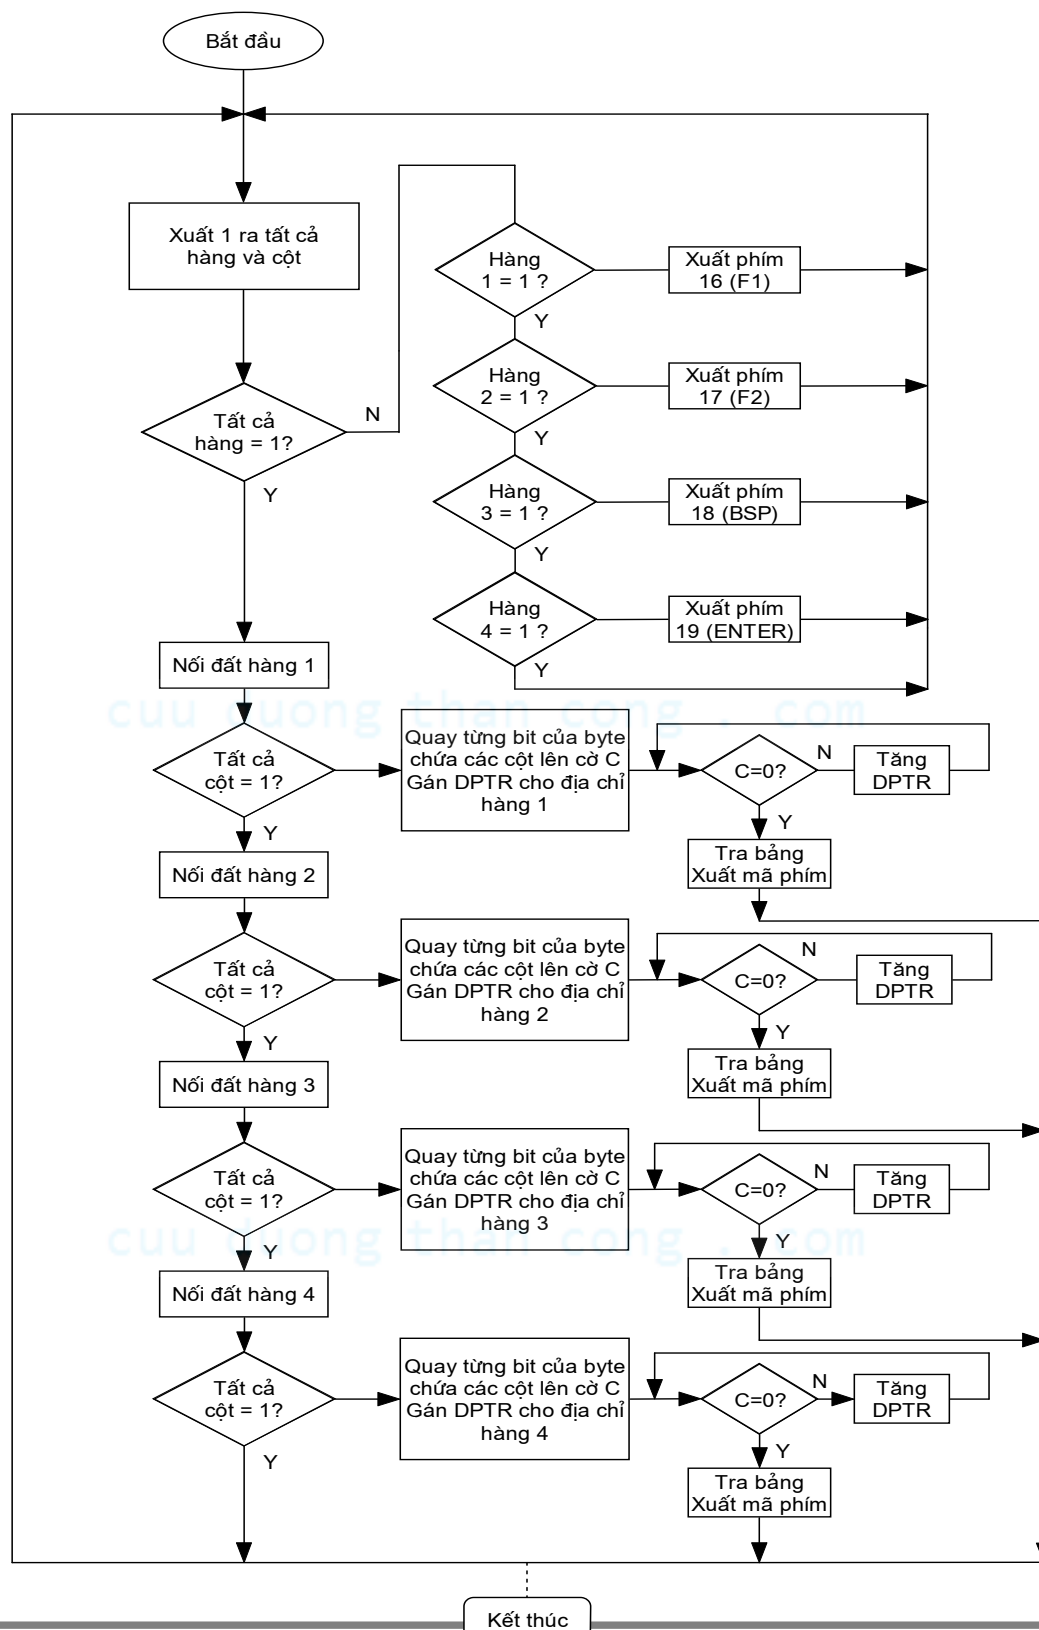 Bắt đầu
Xuất 1 ra tất cả
hàng và cột
Tất cả
hàng = 1?
N
Y
Hàng
1 = 1 ?
Y
Xuất phím
16 (F1)
Hàng
2 = 1 ?
Y
Xuất phím
17 (F2)
Hàng
3 = 1 ?
Y
Xuất phím
18 (BSP)
Hàng
4 = 1 ?
Y
Xuất phím
19 (ENTER)
Nối đất hàng 1
cuu duong than cong . com
Tất cả
cột = 1?
Y
Quay từng bit của byte
chứa các cột lên cờ C
Gán DPTR cho địa chỉ
hàng 1
C=0?
N
Tăng
DPTR
Y
Tra bảng
Xuất mã phím
Nối đất hàng 2
Tất cả
cột = 1?
Y
Quay từng bit của byte
chứa các cột lên cờ C
Gán DPTR cho địa chỉ
hàng 2
C=0?
N
Tăng
DPTR
Y
Tra bảng
Xuất mã phím
Nối đất hàng 3
Tất cả
cột = 1?
Y
Quay từng bit của byte
chứa các cột lên cờ C
Gán DPTR cho địa chỉ
hàng 3
C=0?
N
Tăng
DPTR
Y
Tra bảng
Xuất mã phím
cuu duong than cong . com
Nối đất hàng 4
Tất cả
cột = 1?
Y
Quay từng bit của byte
chứa các cột lên cờ C
Gán DPTR cho địa chỉ
hàng 4
C=0?
N
Tăng
DPTR
Y
Tra bảng
Xuất mã phím
Kết thúc